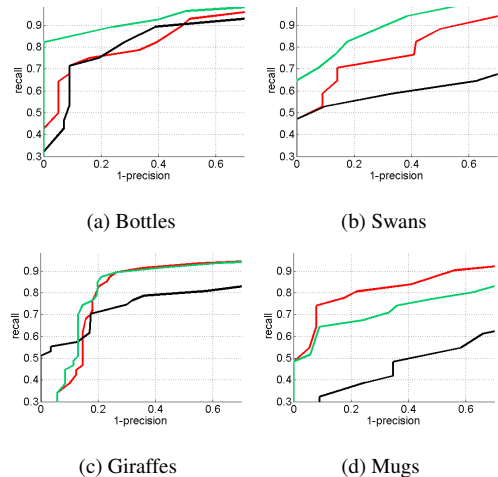 0.9
0.8
0.7
0.6
0.5
0.4
0.3
recall
0.2 0.4 0.6
1-precision
(a) Bottles
0.9
0.8
0.7
0.6
0.5
0.4
0.3
recall
0 0.2 0.4 0.6
1-precision
(b) Swans
0.9
0.8
0.7
0.6
0.5
0.4
0.3
recall
0 0.2 0.4 0.6
1-precision
(c) Giraffes
0.9
0.8
0.7
0.6
0.5
0.4
0.3
recall
0 0.2 0.4 0.6
1-precision
(d) Mugs